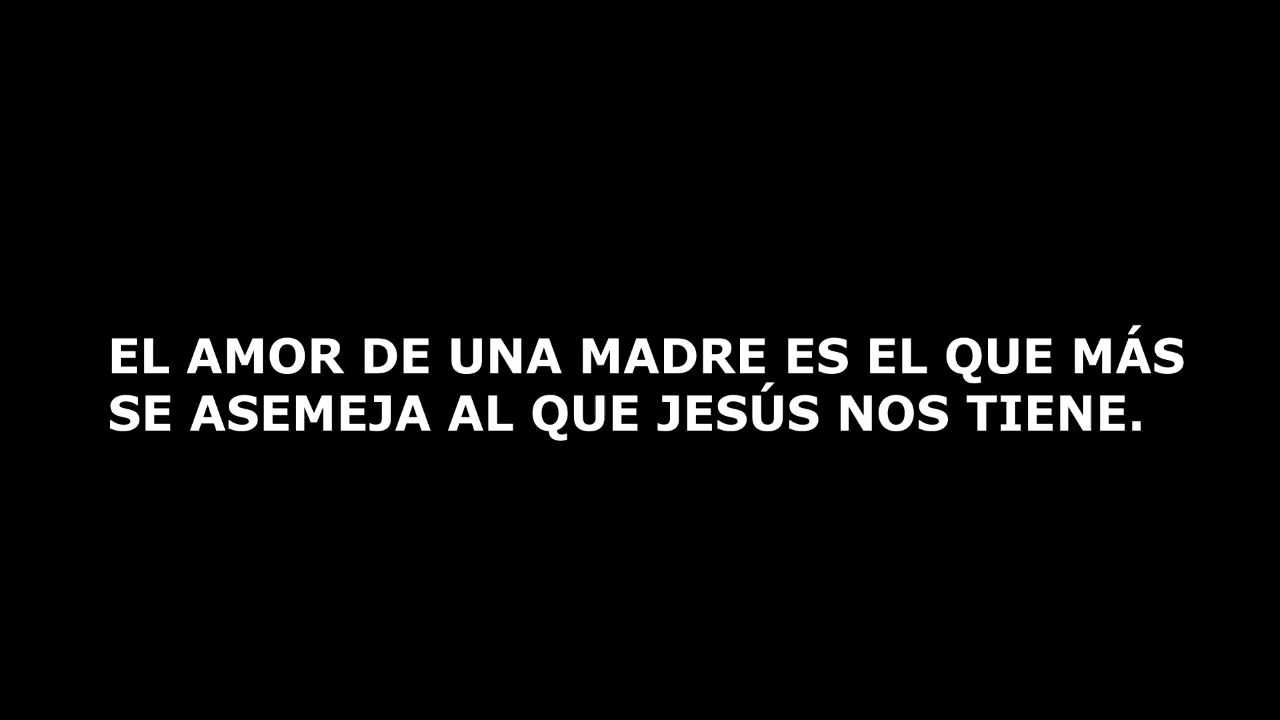 EL AMOR DE UNA MADRE ES EL QUE MÁS
SE ASEMEJA AL QUE JESÚS NOS TIENE.